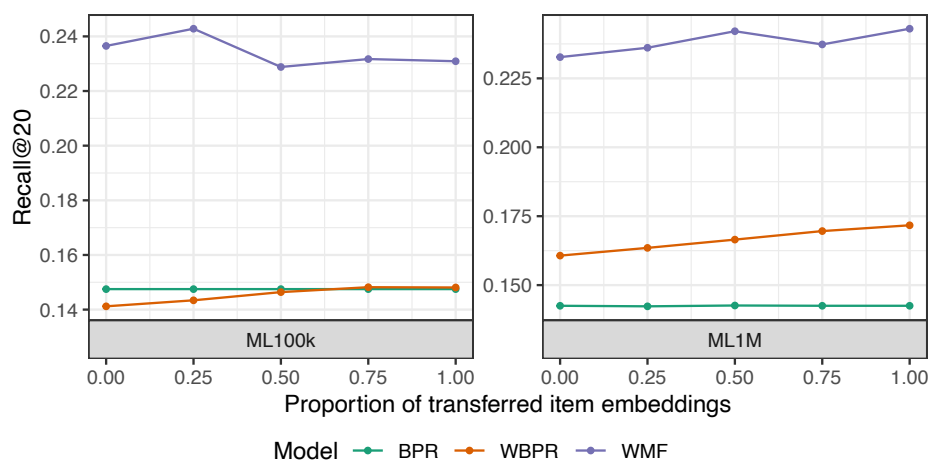 Recall@20
0.24
0.22
0.20
0.18
0.16
0.14
0.225
0.200
0.175
0.150
ML100k
ML1M
0.00 0.25 0.50 0.75 1.00
0.00 0.25 0.50 0.75 1.00
Proportion of transferred item embeddings
Model BPR WBPR WMF